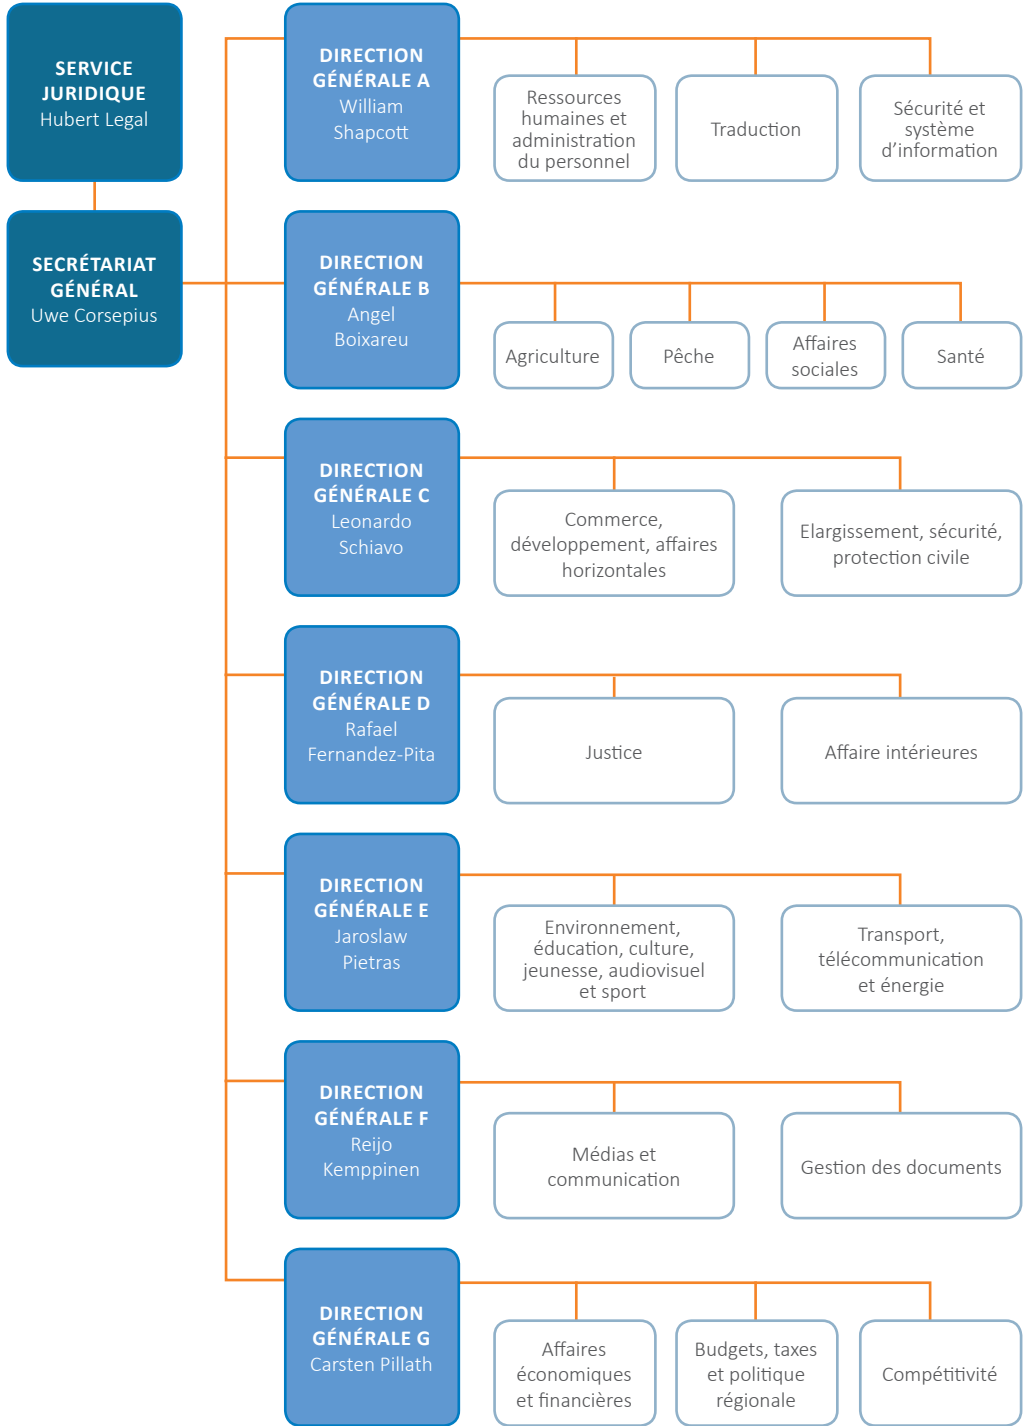 SERVICE
JURIDIQUE
Hubert Legal
SECRÉTARIAT
GÉNÉRAL
Uwe Corsepius
DIRECTION
GÉNÉRALE A
William
Shapcott
Ressources
humaines et
administration
du personnel
Traduction
Sécurité et
système
d’information
DIRECTION
GÉNÉRALE B
Angel
Boixareu
Agriculture
Pêche
Affaires
sociales
Santé
DIRECTION
GÉNÉRALE C
Leonardo
Schiavo
Commerce,
développement, affaires
horizontales
Elargissement, sécurité,
protection civile
DIRECTION
GÉNÉRALE D
Rafael
Fernandez-Pita
Justice
Affaire intérieures
DIRECTION
GÉNÉRALE E
Jaroslaw
Pietras
Environnement,
éducation, culture,
jeunesse, audiovisuel
et sport
Transport,
télécommunication
et énergie
DIRECTION
GÉNÉRALE F
Reijo
Kemppinen
Médias et
communication
Gestion des documents
DIRECTION
GÉNÉRALE G
Carsten Pillath
Affaires
économiques
et financières
Budgets, taxes
et politique
régionale
Compétitivité